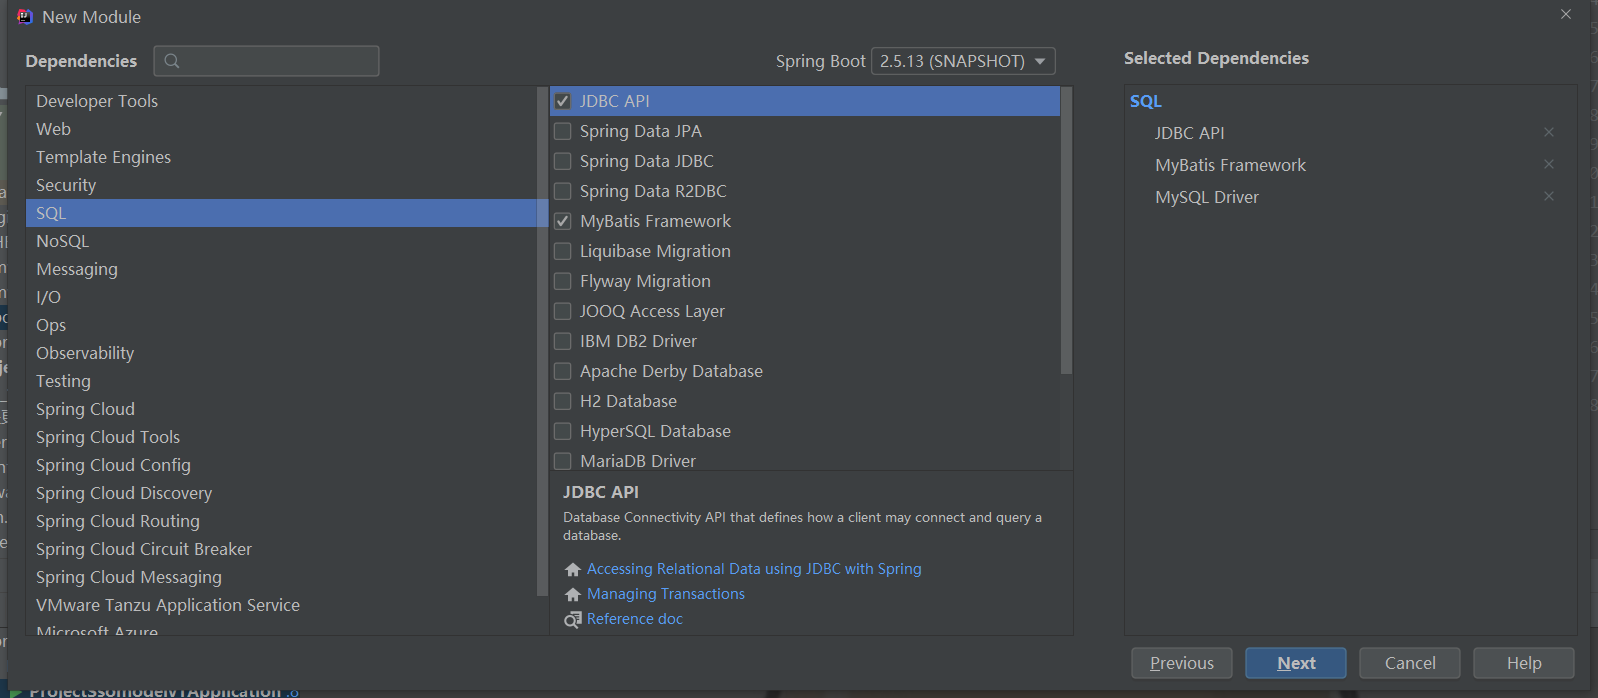 New Module
Dependencies
Spring Boot 2.5.13 (SNAPSHOT)
Selected Dependencies
Developer Tools
Web
Template Engines
Security
SQL
NoSQL
Messaging
I/O
Ops
Observability
Testing
Spring Cloud
Spring Cloud Tools
Spring Cloud Config
Spring Cloud Discovery
Spring Cloud Routing
Spring Cloud Circuit Breaker
Spring Cloud Messaging
VMware Tanzu Application Service
Microsoft Azure
JDBC API
Spring Data JPA
Spring Data JDBC
Spring Data R2DBC
MyBatis Framework
Liquibase Migration
Flyway Migration
JOOQ Access Layer
IBM DB2 Driver
Apache Derby Database
H2 Database
HyperSQL Database
MariaDB Driver
JDBC API
Database Connectivity API that defines how a client may connect and query a
database.
Accessing Relational Data using JDBC with Spring
Managing Transactions
Reference doc
SQL
JDBC API
MyBatis Framework
MySQL Driver
Previous
Next
Cancel
Help